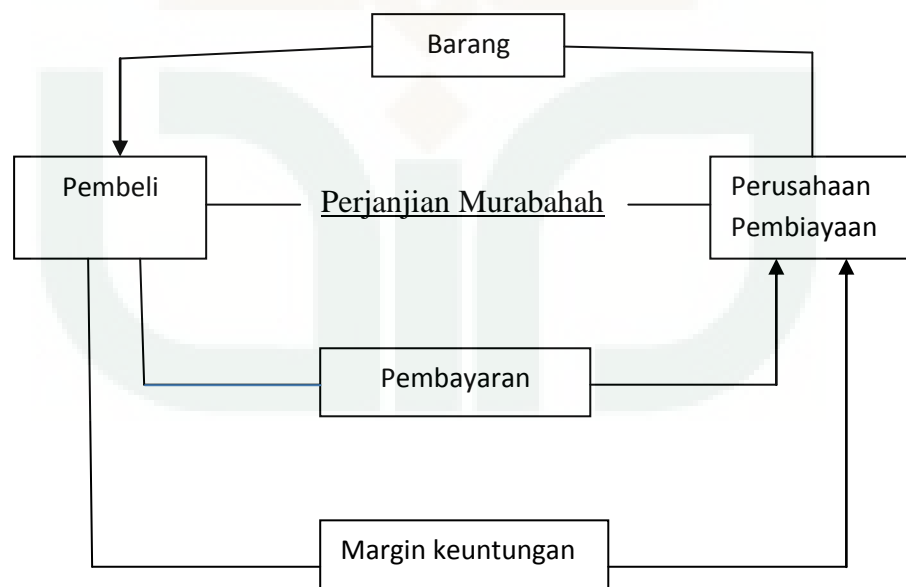 Barang
Pembeli
Perjanjian Murabahah
Perusahaan
Pembiayaan
Pembayaran
Margin keuntungan